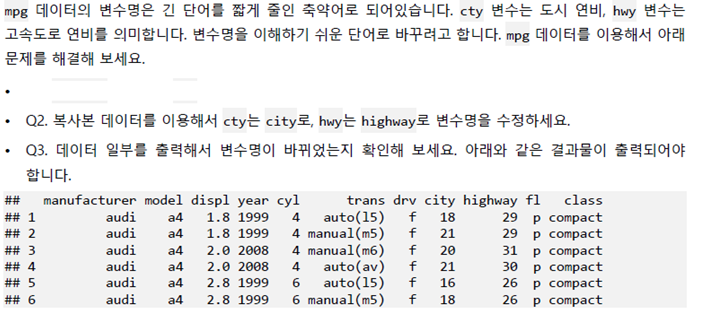 mpg 데이터의 변수명은 긴 단어를 짧게 줄인 축약어로 되어있습니다. cty 변수는 도시 연비, hwy 변수는
고속도로 연비를 의미합니다. 변수명을 이해하기 쉬운 단어로 바꾸려고 합니다. mpg 데이터를 이용해서 아래
문제를 해결해 보세요.
•
• Q2. 복사본 데이터를 이용해서 cty는 city로, hwy는 highway로 변수명을 수정하세요.
• Q3. 데이터 일부를 출력해서 변수명이 바뀌었는지 확인해 보세요. 아래와 같은 결과물이 출력되어야
합니다.
##   manufacturer model displ year cyl      trans drv city highway fl   class
## 1         audi    a4   1.8 1999   4   auto(l5)   f   18      29  p compact
## 2         audi    a4   1.8 1999   4 manual(m5)   f   21      29  p compact
## 3         audi    a4   2.0 2008   4 manual(m6)   f   20      31  p compact
## 4         audi    a4   2.0 2008   4   auto(av)   f   21      30  p compact
## 5         audi    a4   2.8 1999   6   auto(l5)   f   16      26  p compact
## 6         audi    a4   2.8 1999   6 manual(m5)   f   18      26  p compact